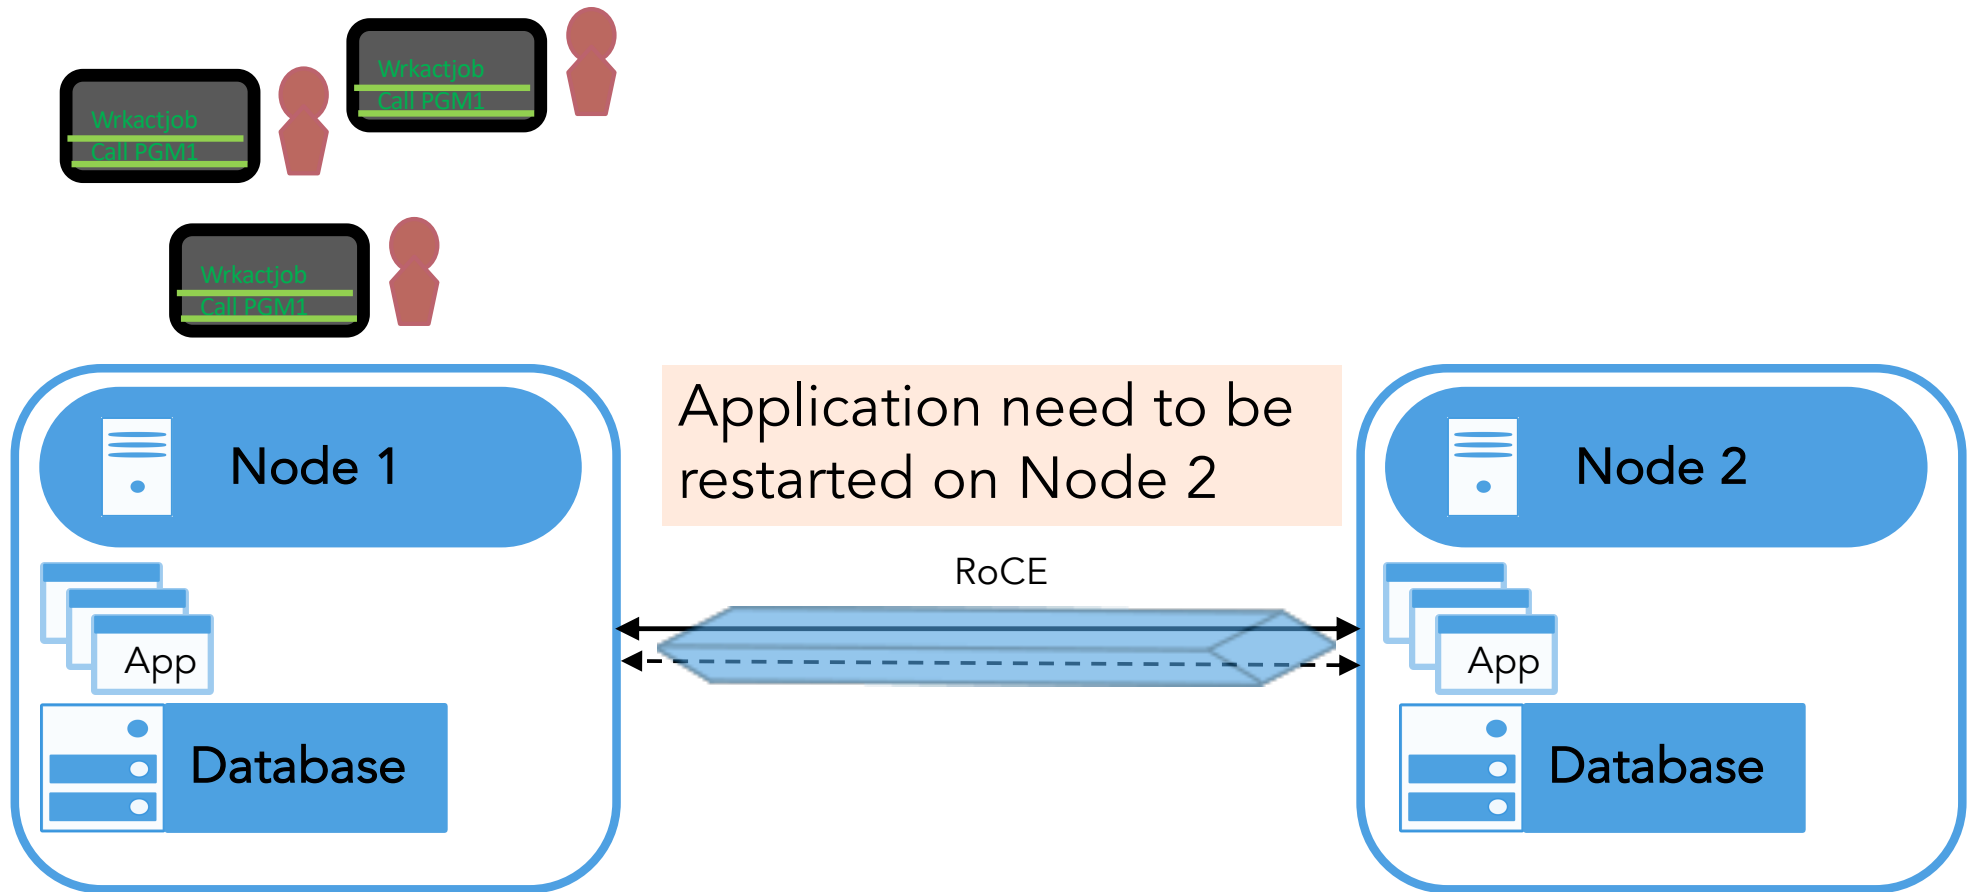 Wrkactjob
Call PGM1
Wrkactjob
Call PGM1
Wrkactjob
Call PGM1
Node 1
Application need to be
restarted on Node 2
Node 2
RoCE
App
App
Database
Database